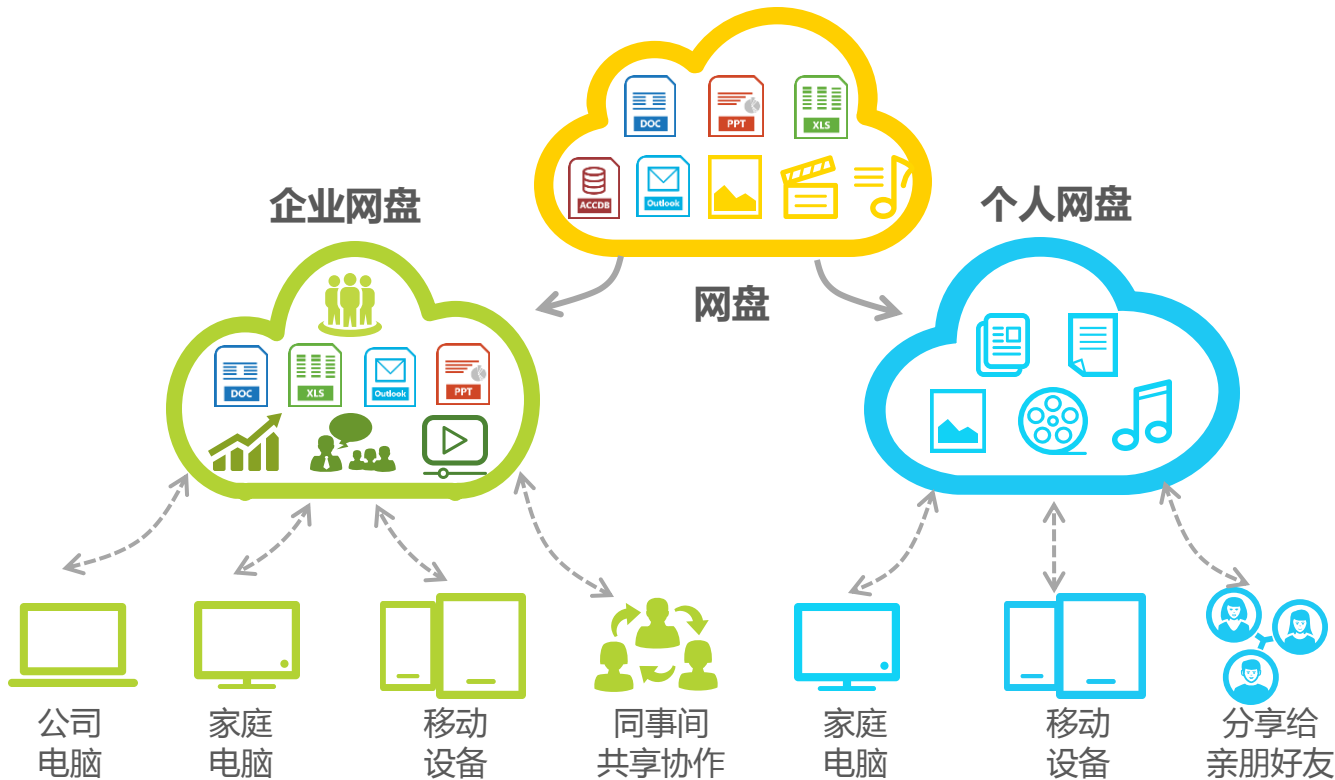 DOC
PPT
XLS
ACCDB
Outlook
企业网盘
个人网盘
网盘
DOC
XLS
Outlook
PPT
公司
电脑
家庭
电脑
移动
设备
同事间
共享协作
家庭
电脑
移动
设备
分享给
亲朋好友